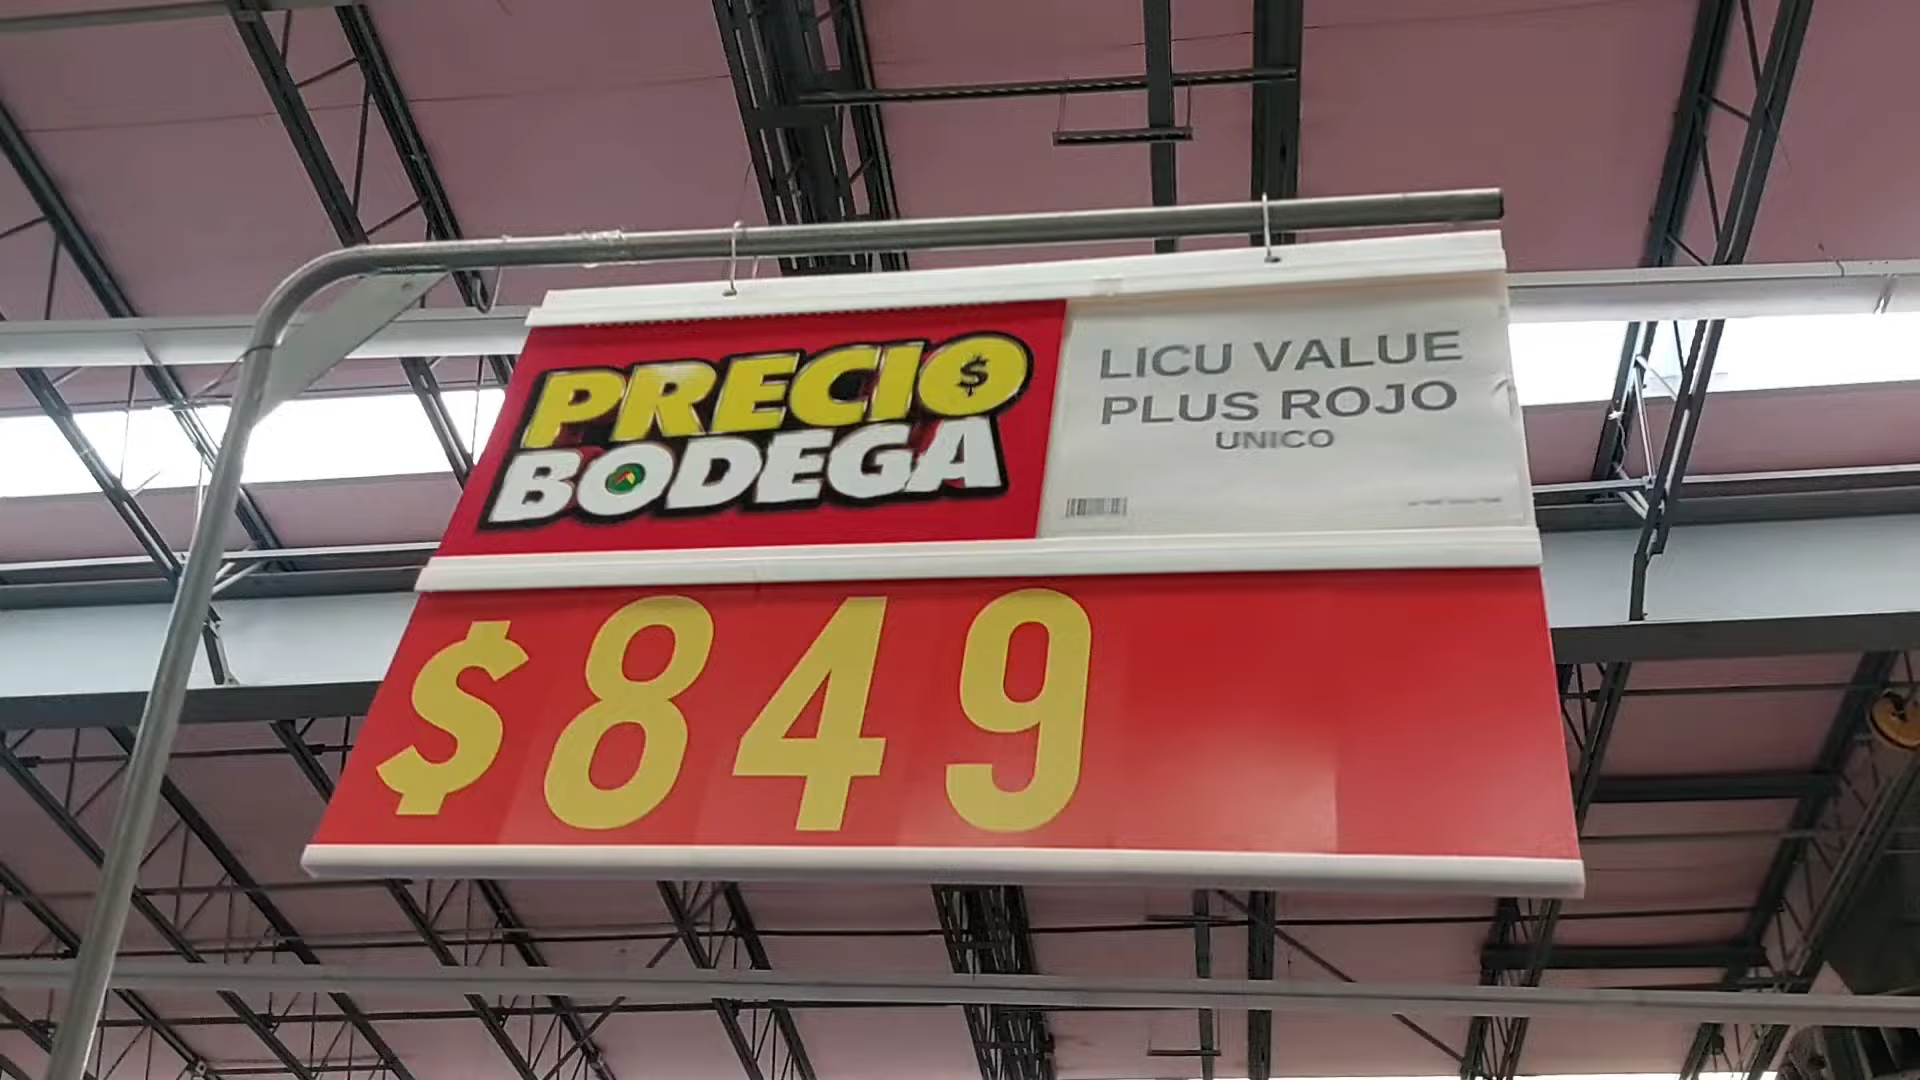 PRECIO $
BODEGA
LICU VALUE
PLUS ROJO
UNICO
$849